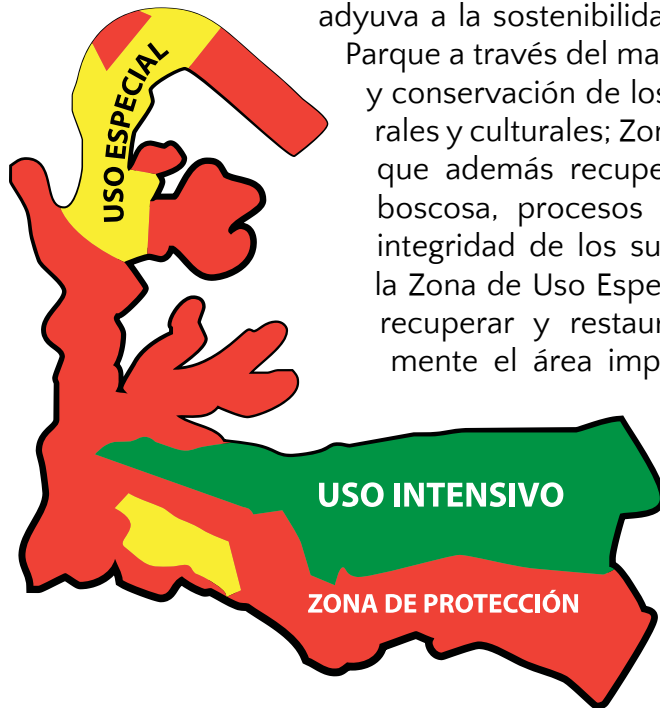 adyuva a la sostenibilida
Parque a través del ma
y conservación de los
rales y culturales; Zon
que además recupe
boscosa, procesos
integridad de los su
la Zona de Uso Espe
recuperar y restaur
mente el área imp
USO ESPECIAL
USO INTENSIVO
ZONA DE PROTECCIÓN